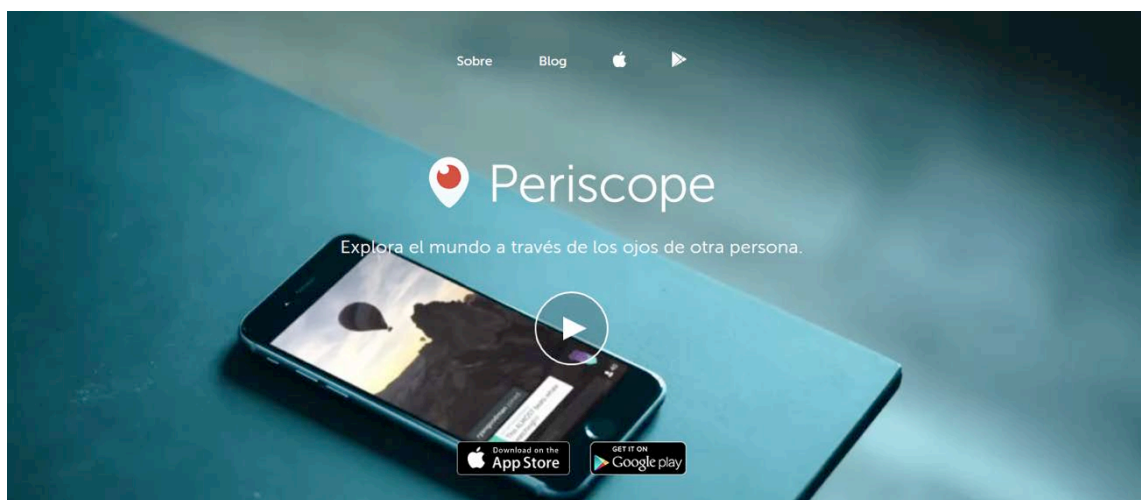 Sobre Blog
Periscope
Explora el mundo a través de los ojos de otra persona.
Download on the
App Store
GET IT ON
Google play